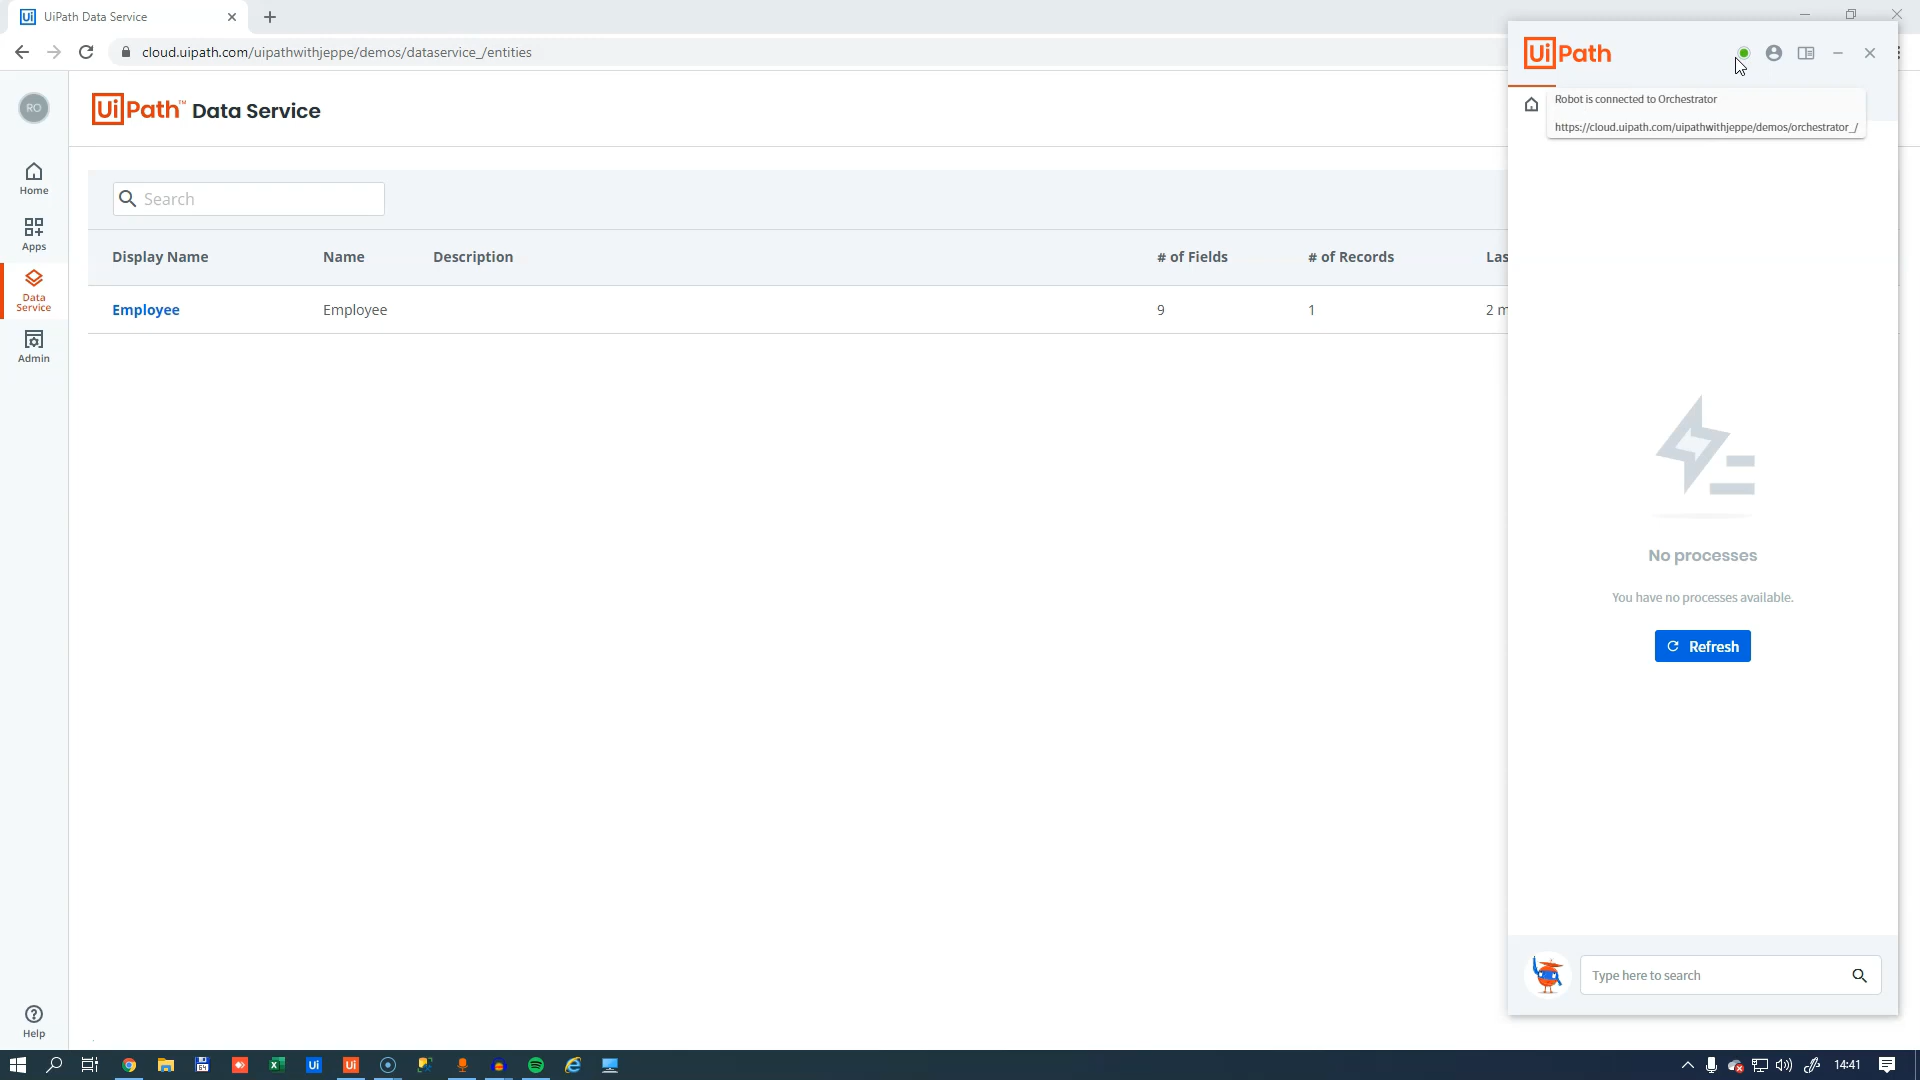 UiPath Data Service
cloud.uipath.com/uipathwithjeppe/demos/dataservice_/entities
UiPath
RO
UiPath™ Data Service
Robot is connected to Orchestrator
https://cloud.uipath.com/uipathwithjeppe/demos/orchestrator_/
Home
Apps
Data
Service
Admin
Help
Search
Display Name Name Description # of Fields # of Records Las
Employee Employee 9 1 2 m
No processes
You have no processes available.
Refresh
Type here to search
14:41